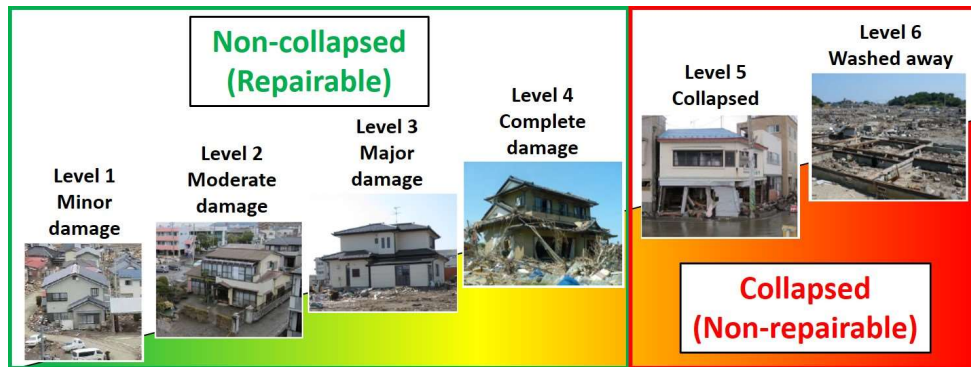 Non-collapsed
(Repairable)
Level 1
Minor
damage
Level 2
Moderate
damage
Level 3
Major
damage
Level 4
Complete
damage
Level 5
Collapsed
Level 6
Washed away
Collapsed
(Non-repairable)